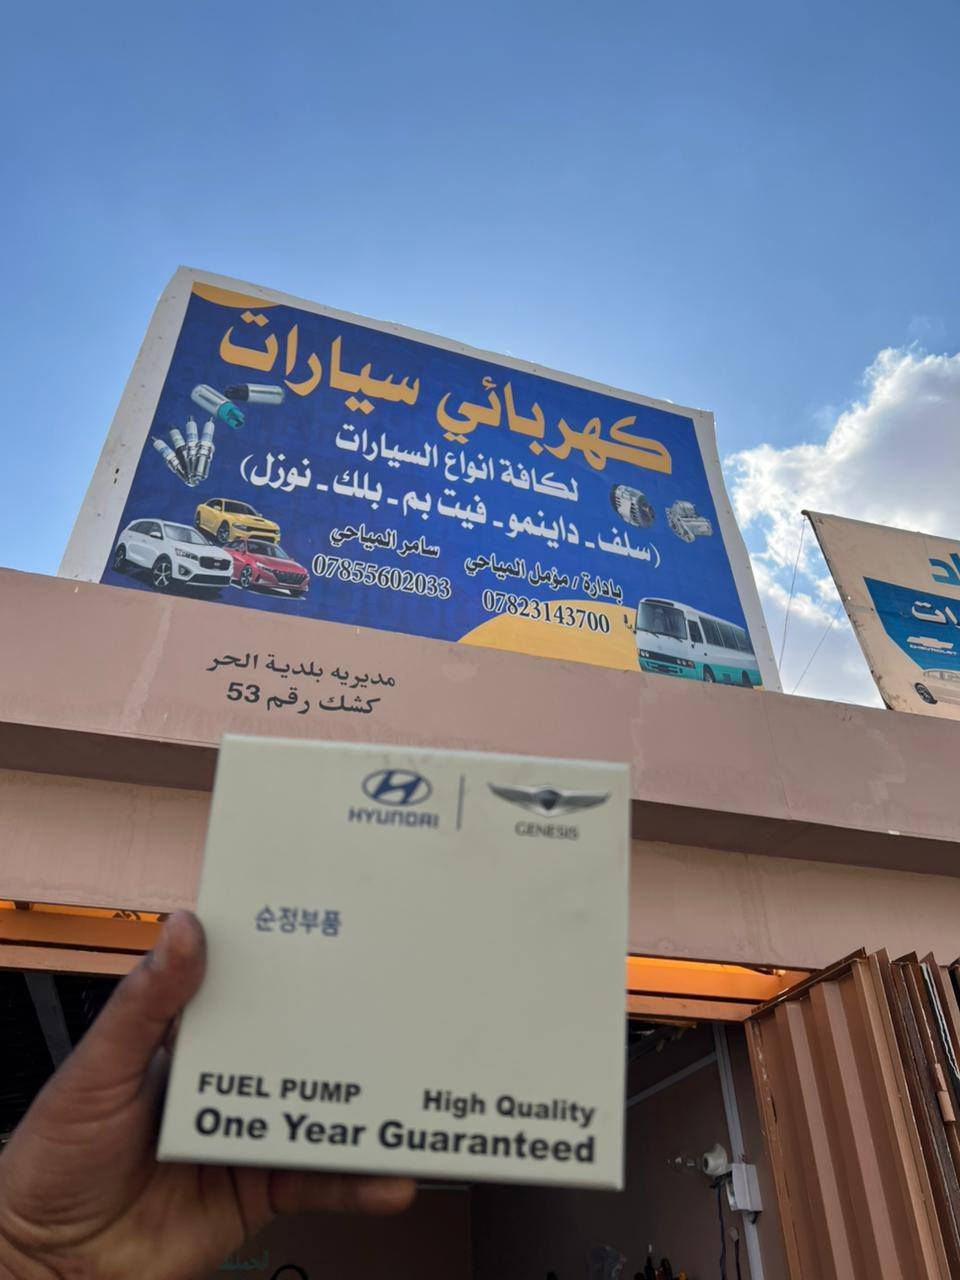 كهربائي سيارات
لكافة انواع السيارات
(سلف - داينمو - فيت بم - بلك - نوزل)
بادارة / مؤمل المياحي
07823143700
سامر المياحي
07855602033
مديريه بلدية الحر
كشك رقم 53
CHEVROLET
HYUNDAI
GENESIS
순정부품
FUEL PUMP High Quality
One Year Guaranteed